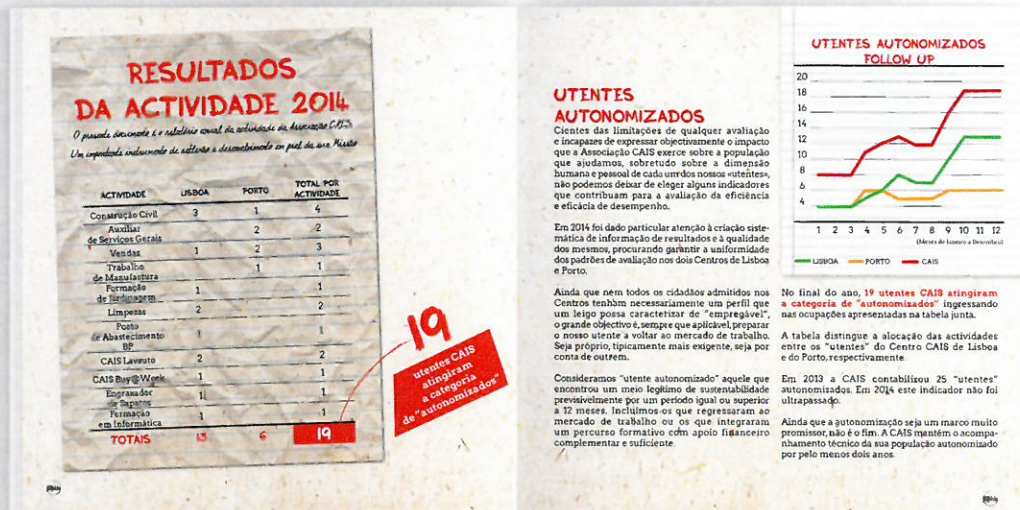 RESULTADOS
DA ACTIVIDADE 2014
O presente documento é o relatório anual da actividade da Associação CAIS
Um importante instrumento de
ACTIVIDADE LISBOA PORTO TOTAL POR ACTIVIDADE
Construção Civil 3 1 4
Auxiliar
de Serviços Gerais 2 2
Vendas 1 2 3
Trabalho
de Manufactura 1 1
Formação
de Jardinagem 1 1
Limpezas 2 2
Posto
de Abastecimento
BP 1 1
CAIS Lavauto 2 2
CAIS Buy@Work 1 1
Engraxador
de Sapatos 1 1
Formação
em Informática 1 1
TOTAIS 13 6 19
19
utentes CAIS
atingiram
a categoria
de "autonomizados"
UTENTES
AUTONOMIZADOS
Cientes das limitações de qualquer avaliação
e incapazes de expressar objectivamente o impacto
que a Associação CAIS exerce sobre a população
que ajudamos, sobretudo sobre a dimensão
humana e pessoal de cada um dos nossos «utentes»,
não podemos deixar de eleger alguns indicadores
que contribuam para a avaliação da eficiência
e eficácia de desempenho.
Em 2014 foi dado particular atenção à criação siste-
mática de informação de resultados e à qualidade
dos mesmos, procurando garantir a uniformidade
dos padrões de avaliação nos dois Centros de Lisboa
e Porto.
Ainda que nem todos os cidadãos admitidos nos
Centros tenham necessariamente um perfil que
um leigo possa caracterizar de "empregável",
o grande objectivo é, sempre que aplicável, preparar
o nosso utente a voltar ao mercado de trabalho.
Seja próprio, tipicamente mais exigente, seja por
conta de outrem.
Consideramos "utente autonomizado" aquele que
encontrou um meio legítimo de sustentabilidade
previsivelmente por um período igual ou superior
a 12 meses. Incluímos os que regressaram ao
mercado de trabalho ou os que integraram
um percurso formativo com apoio financeiro
complementar e suficiente.
UTENTES AUTONOMIZADOS
FOLLOW UP
20
18
16
14
12
10
8
6
4
1 2 3 4 5 6 7 8 9 10 11 12
(Meses de Janeiro a Dezembro)
LISBOA PORTO CAIS
No final do ano, 19 utentes CAIS atingiram
a categoria de "autonomizados" ingressando
nas ocupações apresentadas na tabela junta.
A tabela distingue a alocação das actividades
entre os "utentes" do Centro CAIS de Lisboa
e do Porto, respectivamente.
Em 2013 a CAIS contabilizou 25 "utentes"
autonomizados. Em 2014 este indicador não foi
ultrapassado.
Ainda que a autonomização seja um marco muito
promissor, não é o fim. A CAIS mantém o acompa-
nhamento técnico da sua população autonomizado
por pelo menos dois anos.